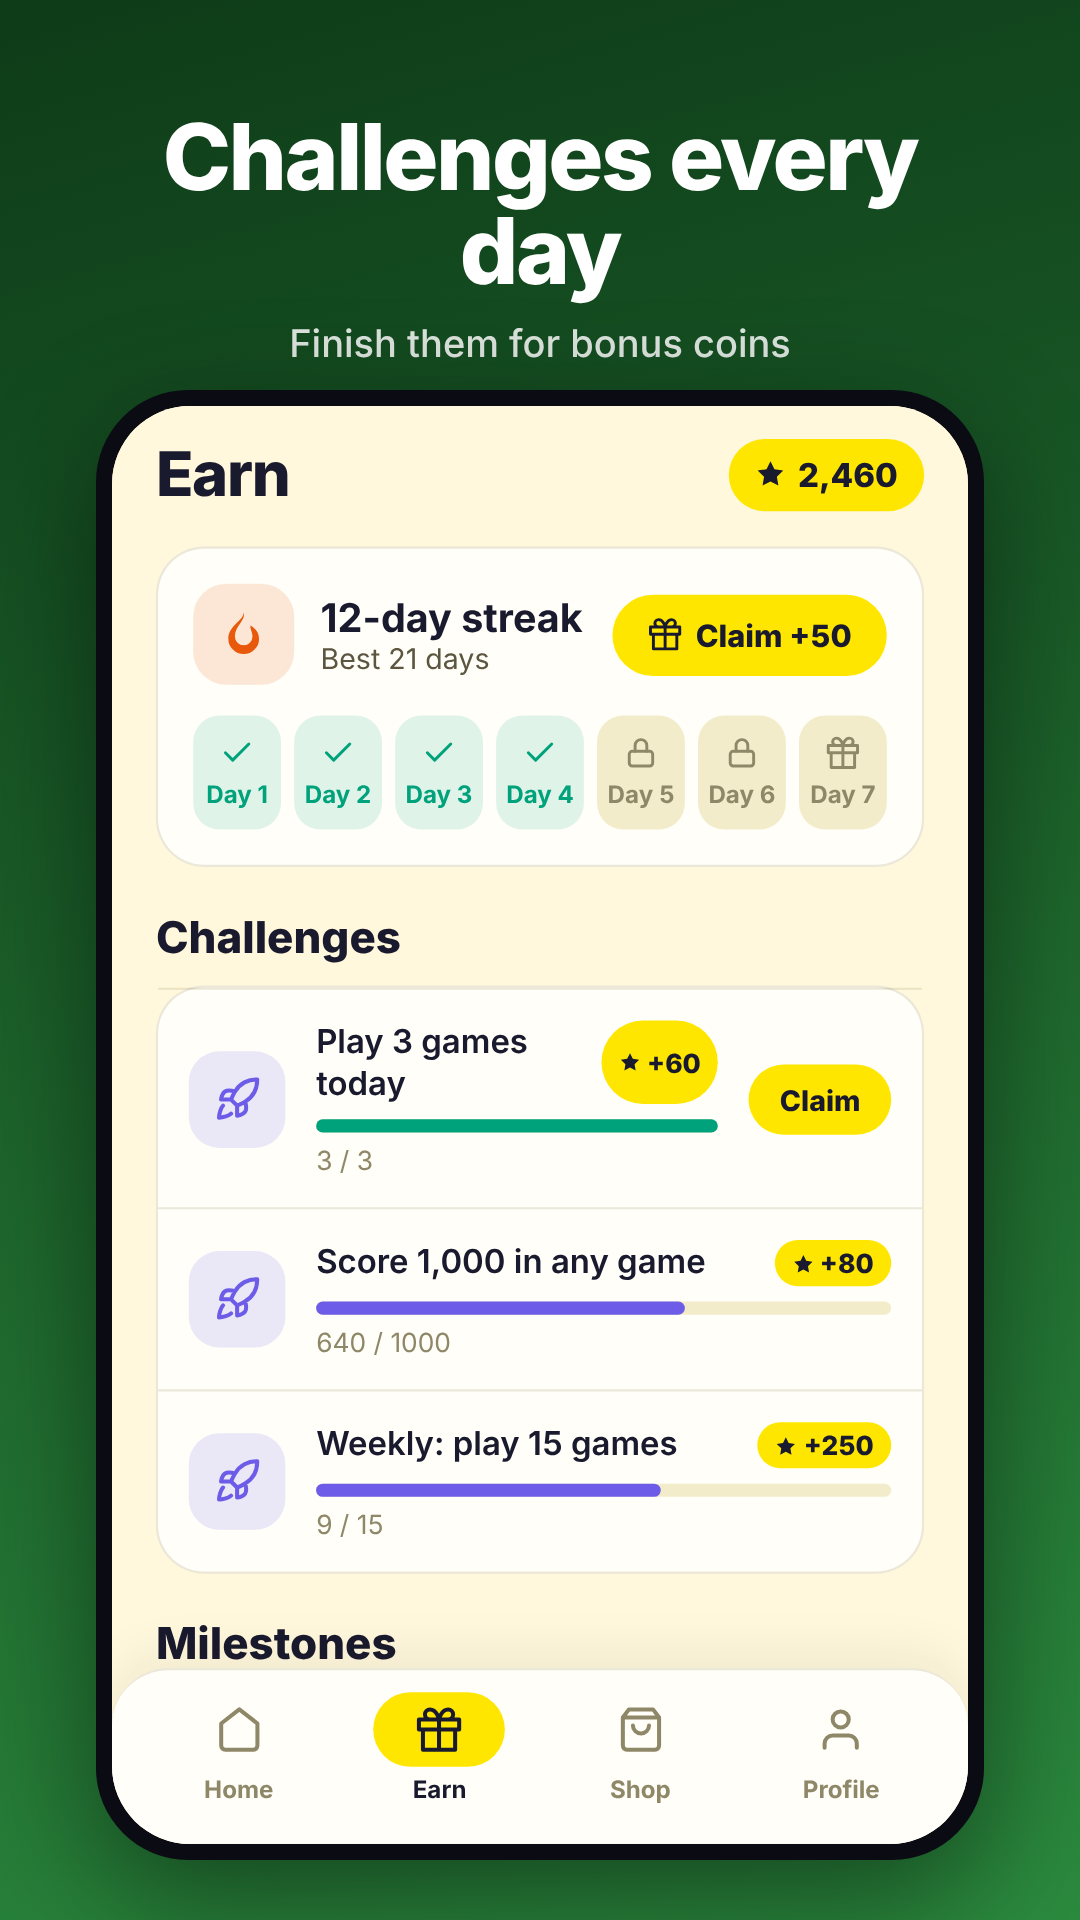 Challenges every
day
Finish them for bonus coins
Earn
2,460
12-day streak
Best 21 days
Claim +50
Day 1
Day 2
Day 3
Day 4
Day 5
Day 6
Day 7
Challenges
Play 3 games
today
+60
Claim
3 / 3
Score 1,000 in any game
+80
640 / 1000
Weekly: play 15 games
+250
9 / 15
Milestones
Home
Earn
Shop
Profile